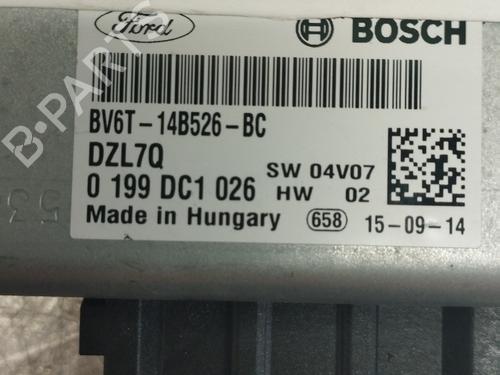 Ford
BOSCH
BV6T-14B526-BC
DZL7Q
SW 04V07
0 199 DC1 026
HW 02
Made in Hungary
658
15-09-14
B-PARTS
53